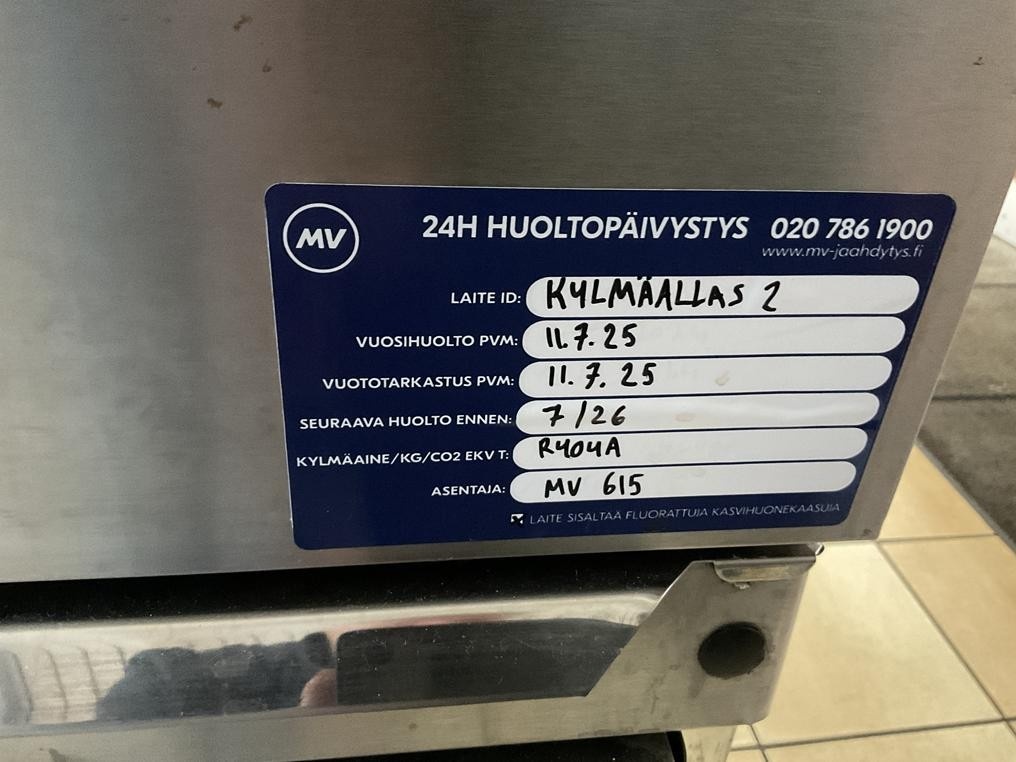 MV 24H HUOLTOPÄIVYSTYS 020 786 1900
www.mv-jaahdytys.fi
LAITE ID: KYLMÄALLAS 2
VUOSIHUOLTO PVM: 11.7.25
VUOTOTARKASTUS PVM: 11.7.25
SEURAAVA HUOLTO ENNEN: 7/26
KYLMÄAINE/KG/CO2 EKV T: R404A
ASENTAJA: MV 615
LAITE SISÄLTÄÄ FLUORATTUJA KASVIHUONEKAASUJA